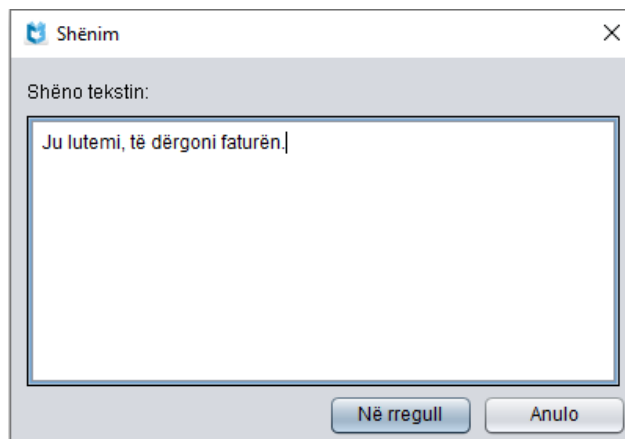 Shënim
Shëno tekstin:
Ju lutemi, të dërgoni faturën.
Në rregull
Anulo